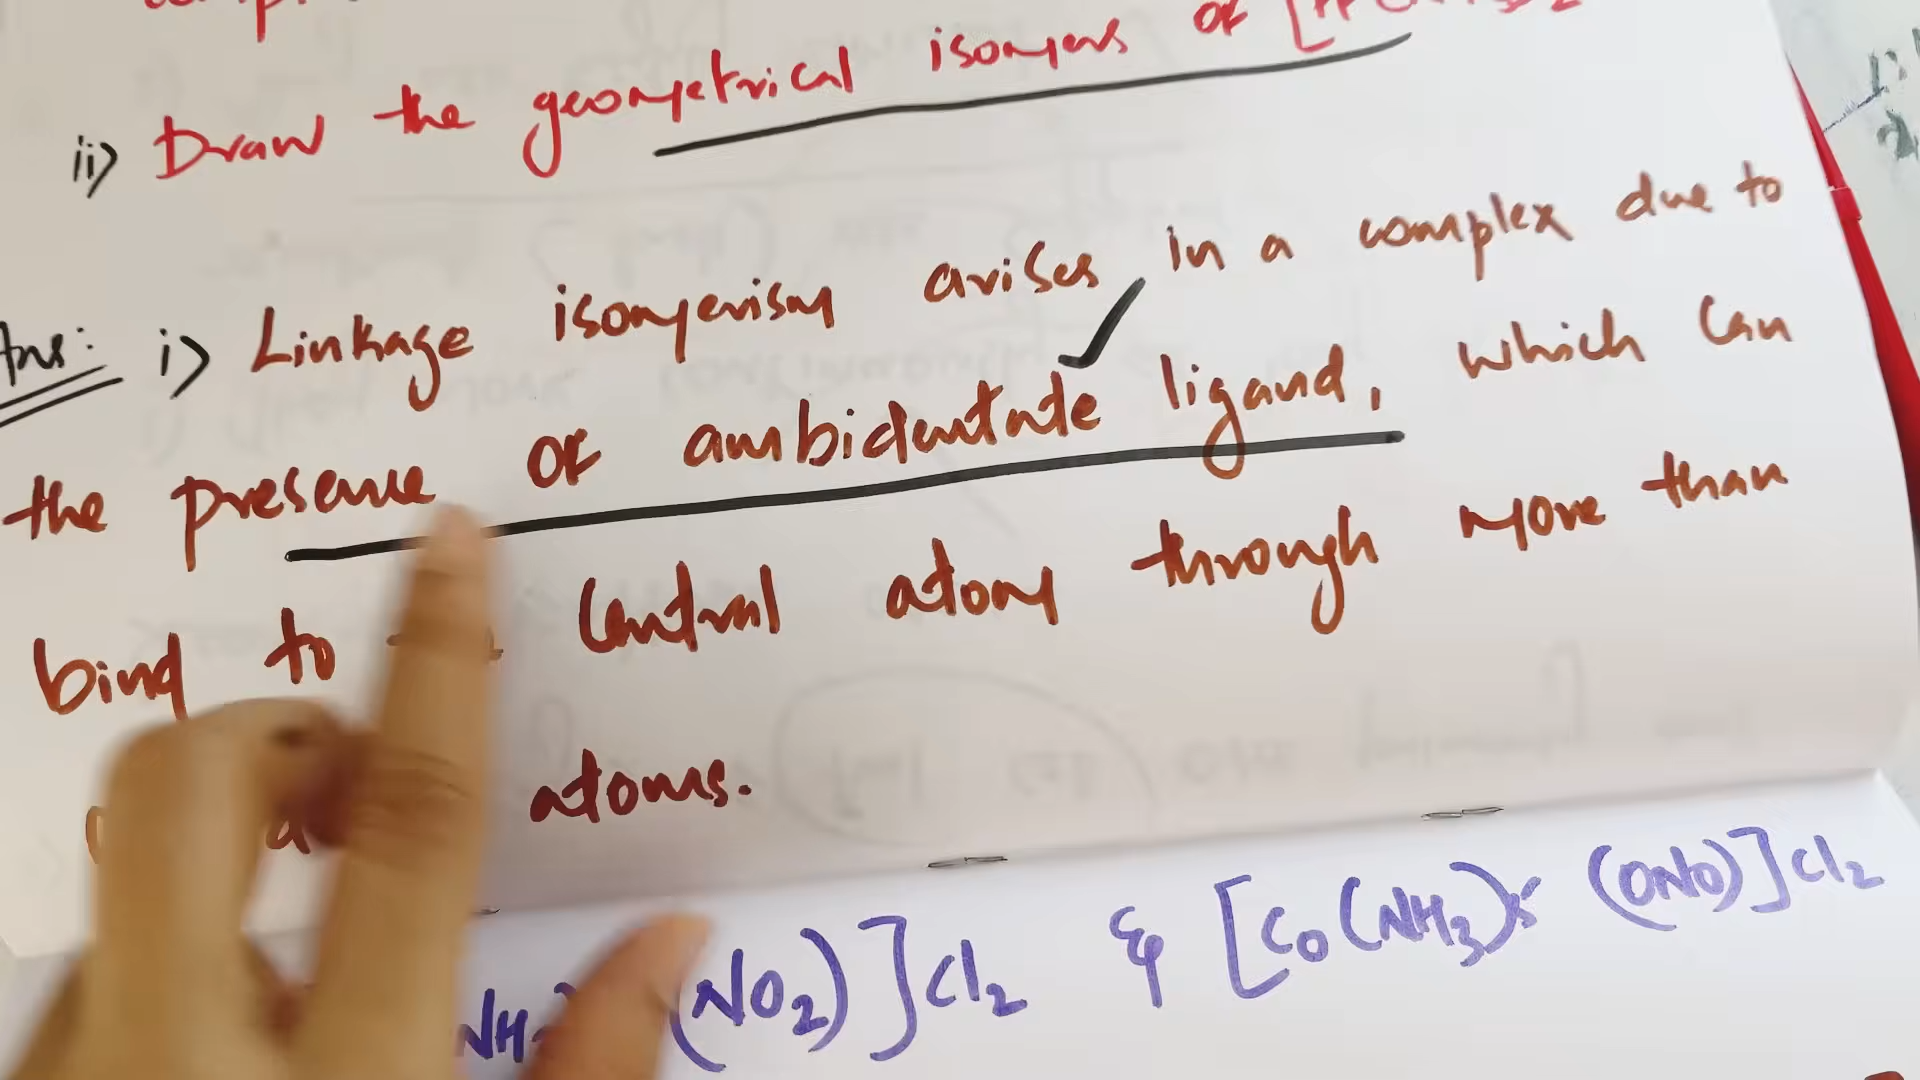 ii) Draw the geometrical isomers of [
Ans: i) Linkage isomerism arises in a complex due to
the presence of ambidentate ligand, which can
bind to central atom through more than
atoms.
NH3 (NO2)]Cl2 & [Co(NH3)5 (ONO)]Cl2